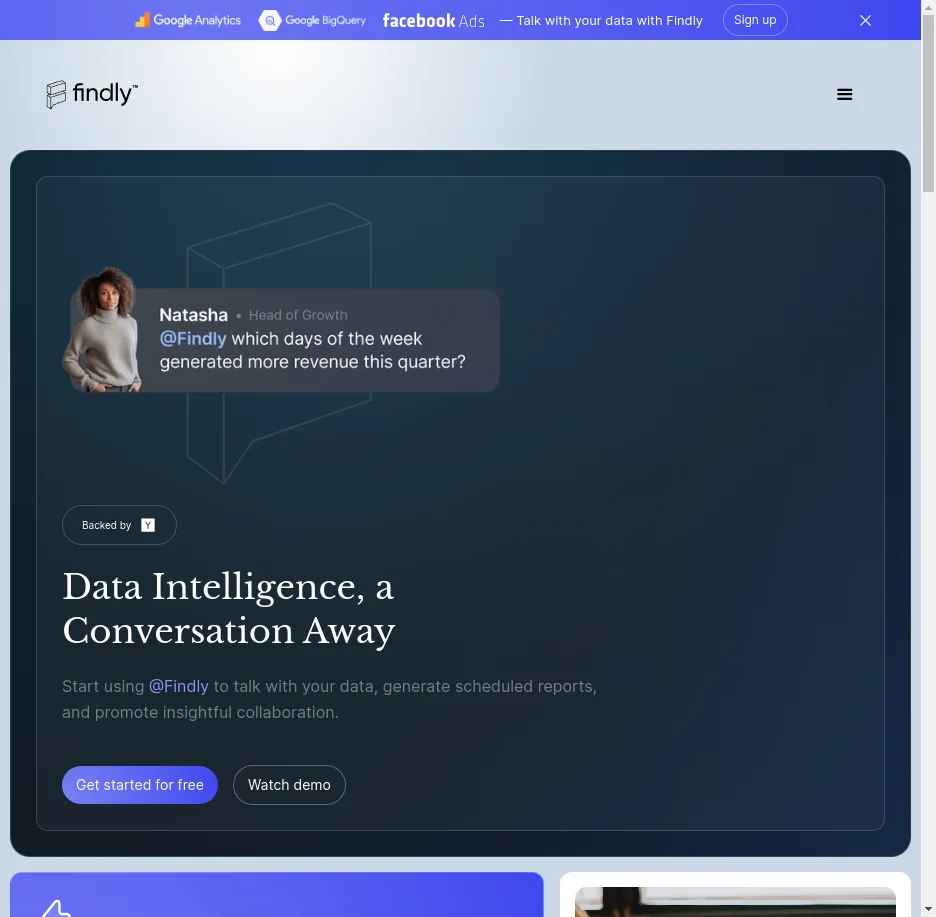 Google Analytics Google BigQuery facebook Ads — Talk with your data with Findly Sign up
findly™
Natasha • Head of Growth
@Findly which days of the week
generated more revenue this quarter?
Backed by Y
Data Intelligence, a
Conversation Away
Start using @Findly to talk with your data, generate scheduled reports,
and promote insightful collaboration.
Get started for free Watch demo